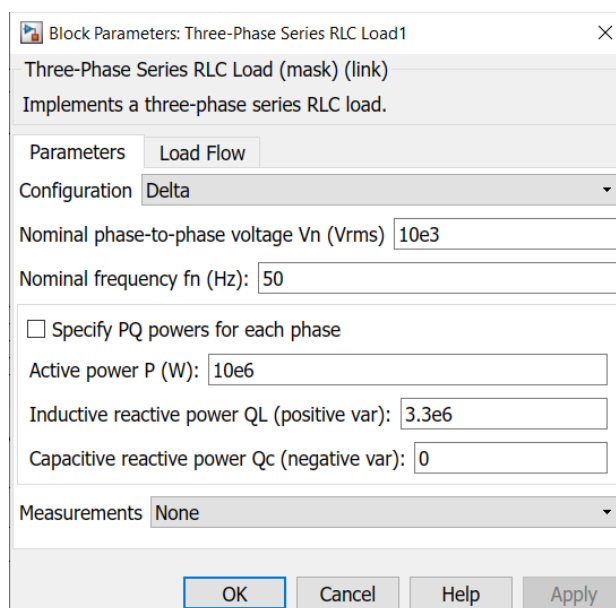 Block Parameters: Three-Phase Series RLC Load1
Three-Phase Series RLC Load (mask) (link)
Implements a three-phase series RLC load.
Parameters Load Flow
Configuration Delta
Nominal phase-to-phase voltage Vn (Vrms) 10e3
Nominal frequency fn (Hz): 50
Specify PQ powers for each phase
Active power P (W): 10e6
Inductive reactive power QL (positive var): 3.3e6
Capacitive reactive power Qc (negative var): 0
Measurements None
OK Cancel Help Apply